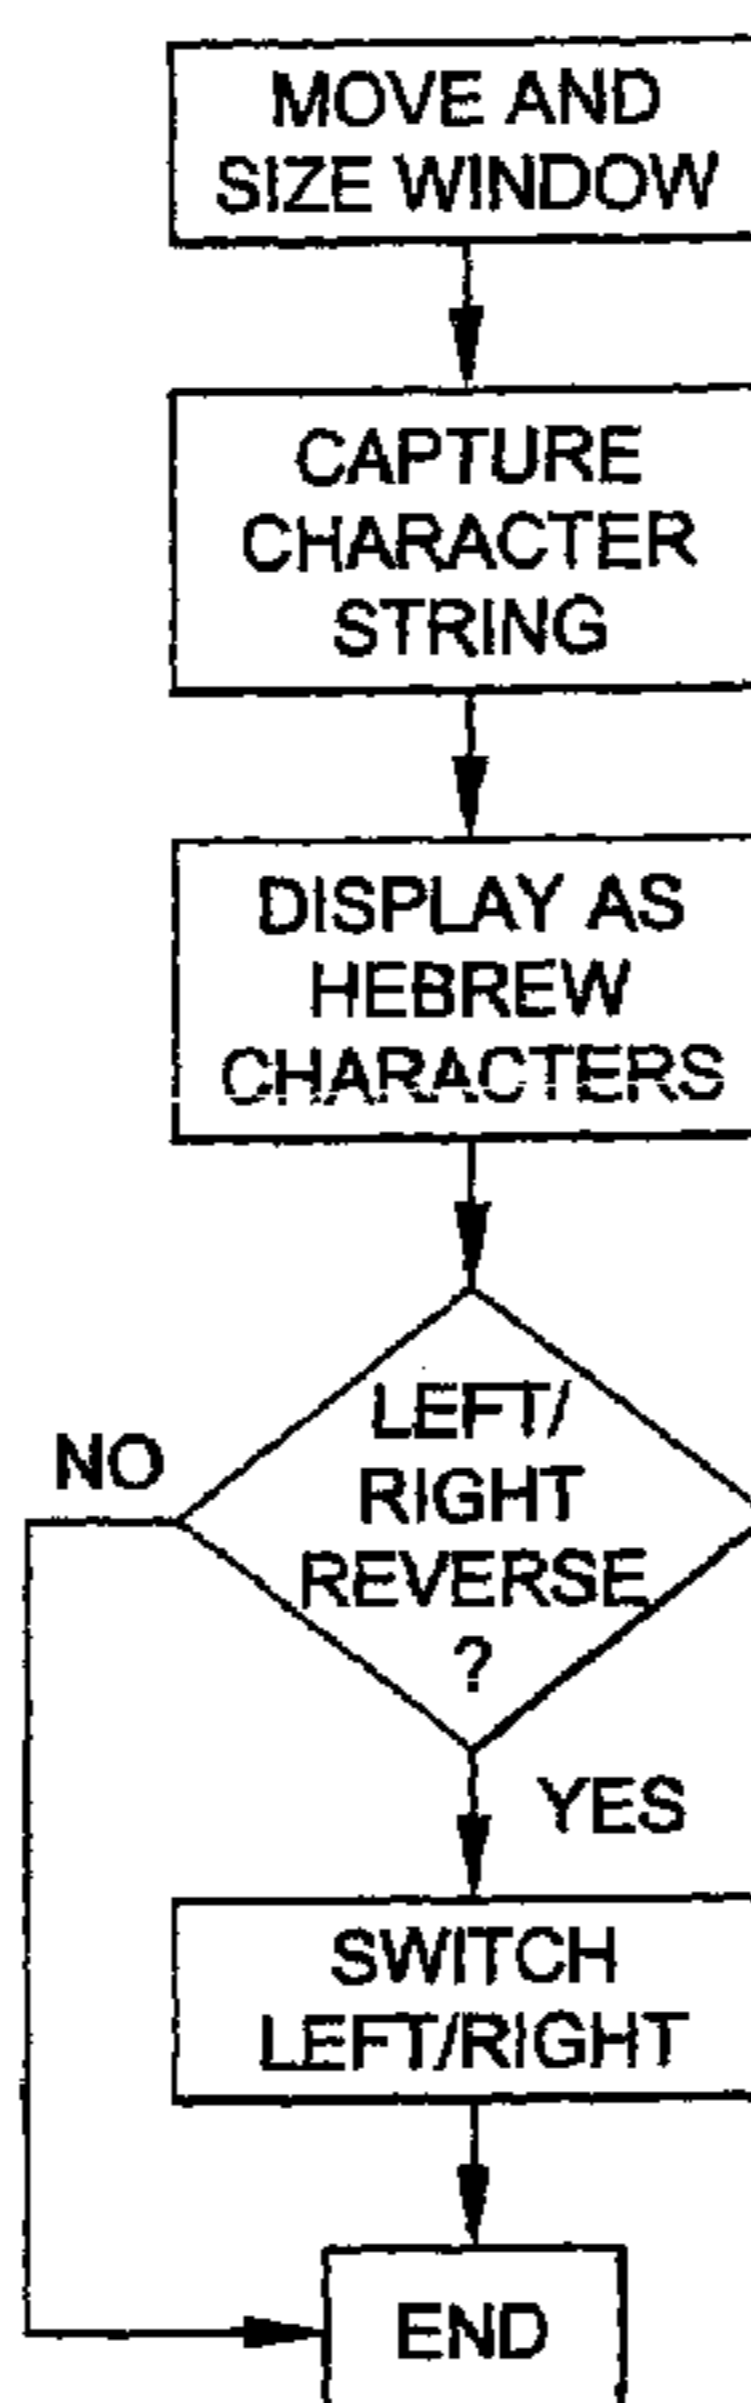 MOVE AND
SIZE WINDOW
CAPTURE
CHARACTER
STRING
DISPLAY AS
HEBREW
CHARACTERS
LEFT/
RIGHT
REVERSE
?
NO
YES
SWITCH
LEFT/RIGHT
END